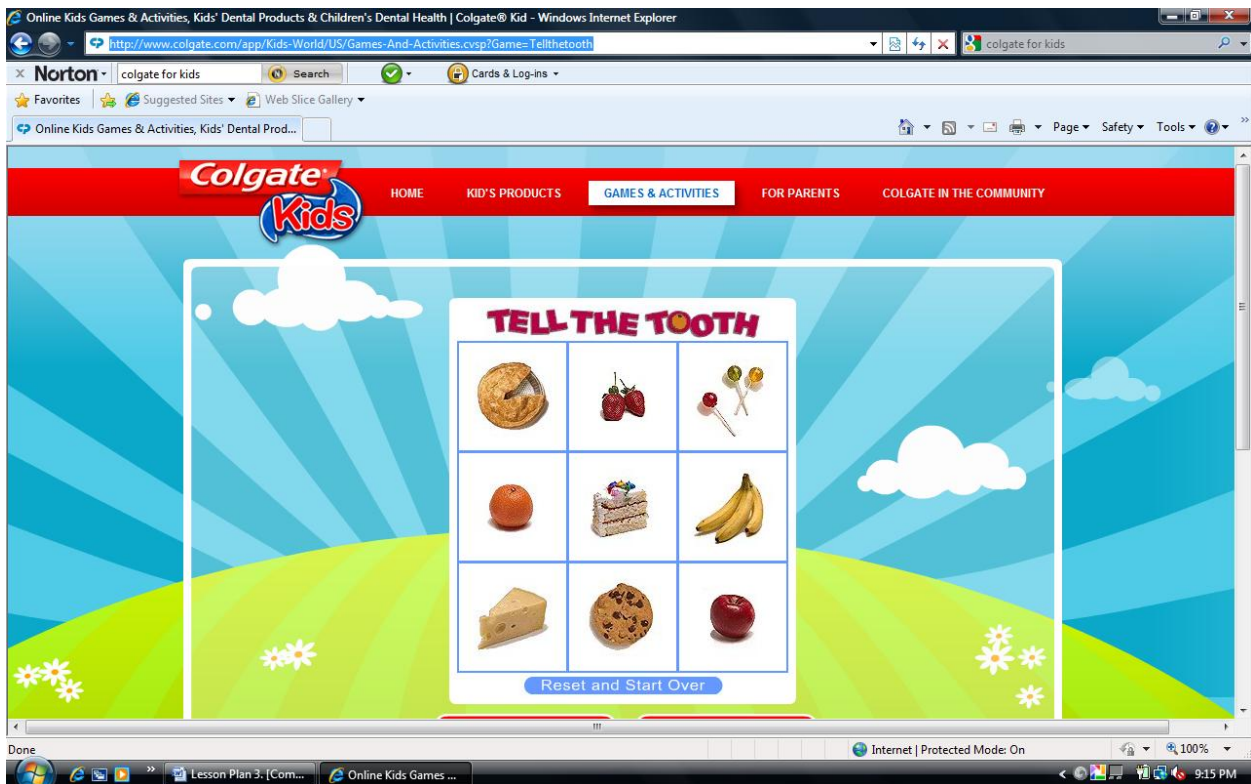 Online Kids Games & Activities, Kids' Dental Products & Children's Dental Health | Colgate® Kid - Windows Internet Explorer
http://www.colgate.com/app/Kids-World/US/Games-And-Activities.cvsp?Game=Tellthetooth
colgate for kids
× Norton colgate for kids Search Cards & Log-ins
Favorites Suggested Sites Web Slice Gallery
Online Kids Games & Activities, Kids' Dental Prod... Page Safety Tools
Colgate®
Kids
HOME KID'S PRODUCTS GAMES & ACTIVITIES FOR PARENTS COLGATE IN THE COMMUNITY
TELL THE TOOTH
Reset and Start Over
Done Internet | Protected Mode: On 100%
Lesson Plan 3. [Com... Online Kids Games ... 9:15 PM